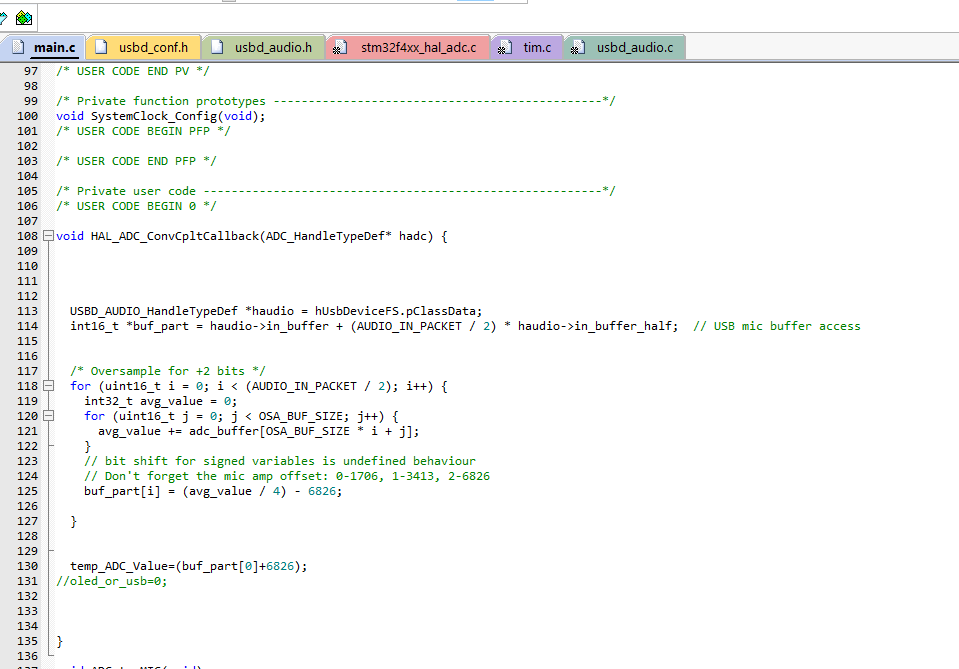 main.c usbd_conf.h usbd_audio.h stm32f4xx_hal_adc.c tim.c usbd_audio.c
97 /* USER CODE END PV */
98
99 /* Private function prototypes -----------------------------------------------*/
100 void SystemClock_Config(void);
101 /* USER CODE BEGIN PFP */
102
103 /* USER CODE END PFP */
104
105 /* Private user code ---------------------------------------------------------*/
106 /* USER CODE BEGIN 0 */
107
108 void HAL_ADC_ConvCpltCallback(ADC_HandleTypeDef* hadc) {
109
110
111
112
113 USBD_AUDIO_HandleTypeDef *haudio = hUsbDeviceFS.pClassData;
114 int16_t *buf_part = haudio->in_buffer + (AUDIO_IN_PACKET / 2) * haudio->in_buffer_half; // USB mic buffer access
115
116
117 /* Oversample for +2 bits */
118 for (uint16_t i = 0; i < (AUDIO_IN_PACKET / 2); i++) {
119 int32_t avg_value = 0;
120 for (uint16_t j = 0; j < OSA_BUF_SIZE; j++) {
121 avg_value += adc_buffer[OSA_BUF_SIZE * i + j];
122 }
123 // bit shift for signed variables is undefined behaviour
124 // Don't forget the mic amp offset: 0-1706, 1-3413, 2-6826
125 buf_part[i] = (avg_value / 4) - 6826;
126
127 }
128
129
130 temp_ADC_Value=(buf_part[0]+6826);
131 //oled_or_usb=0;
132
133
134
135 }
136